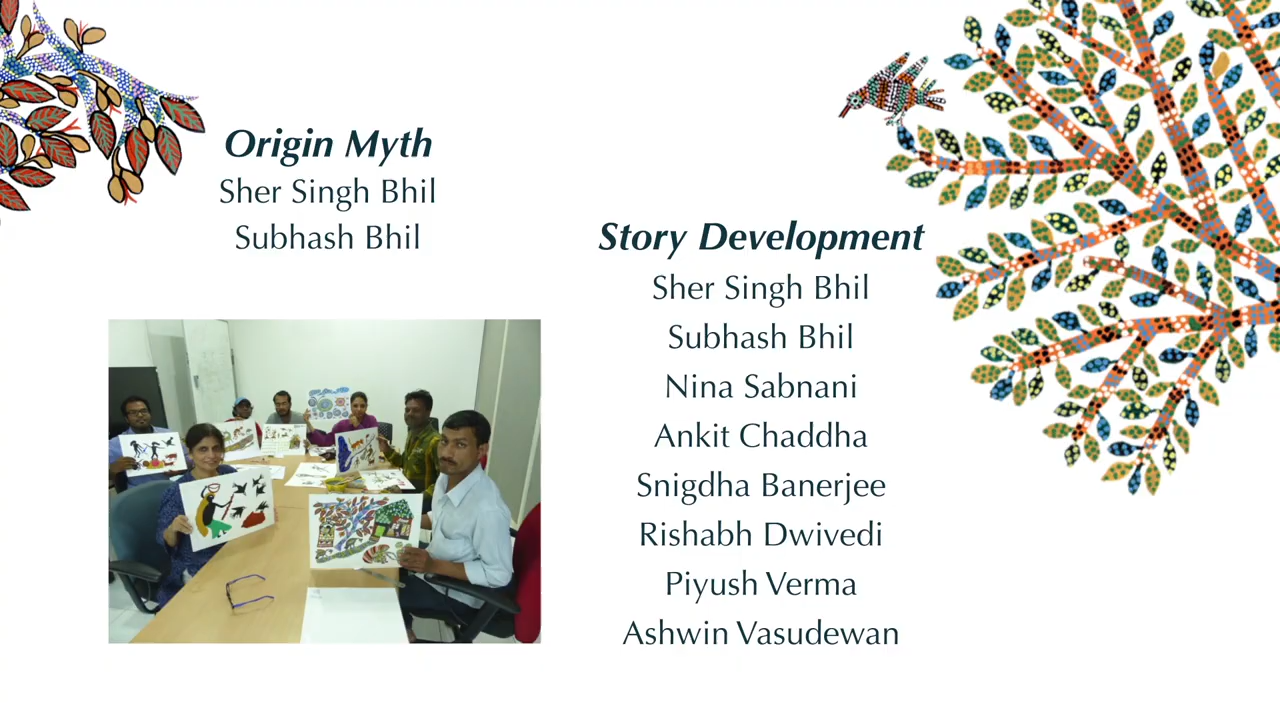 Origin Myth
Sher Singh Bhil
Subhash Bhil
Story Development
Sher Singh Bhil
Subhash Bhil
Nina Sabnani
Ankit Chaddha
Snigdha Banerjee
Rishabh Dwivedi
Piyush Verma
Ashwin Vasudewan